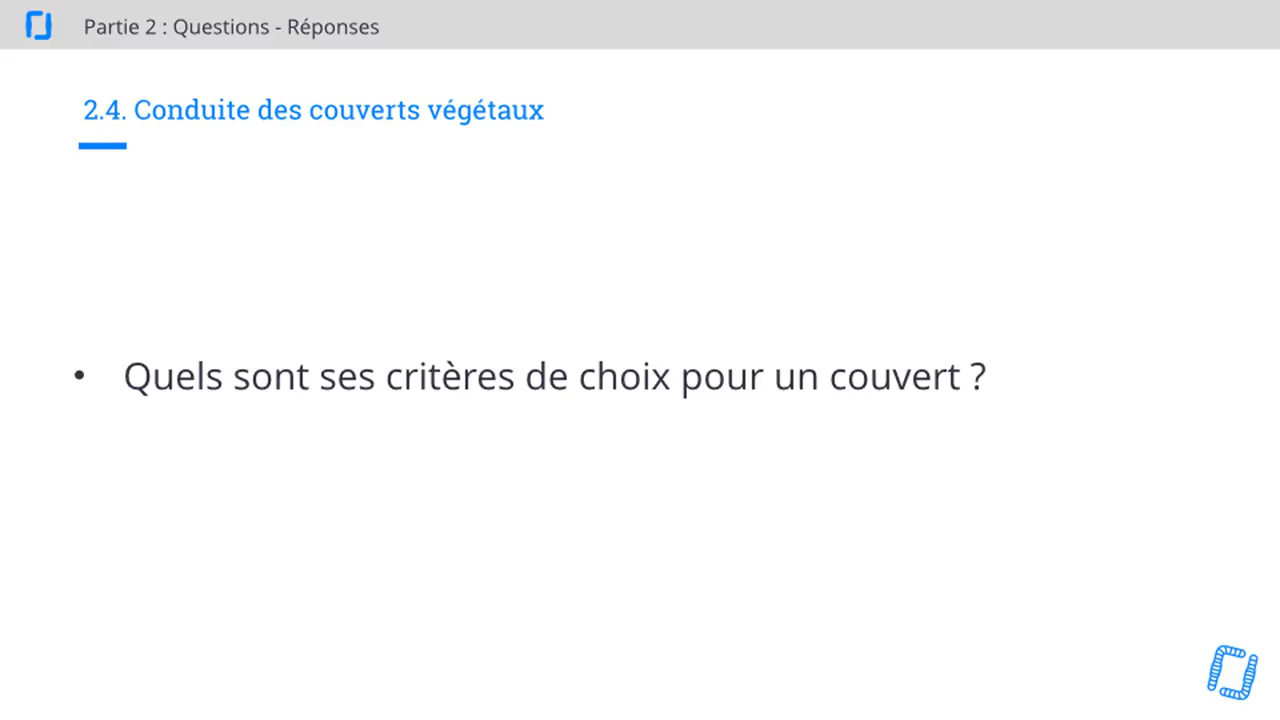 Partie 2 : Questions - Réponses
2.4. Conduite des couverts végétaux
• Quels sont ses critères de choix pour un couvert ?